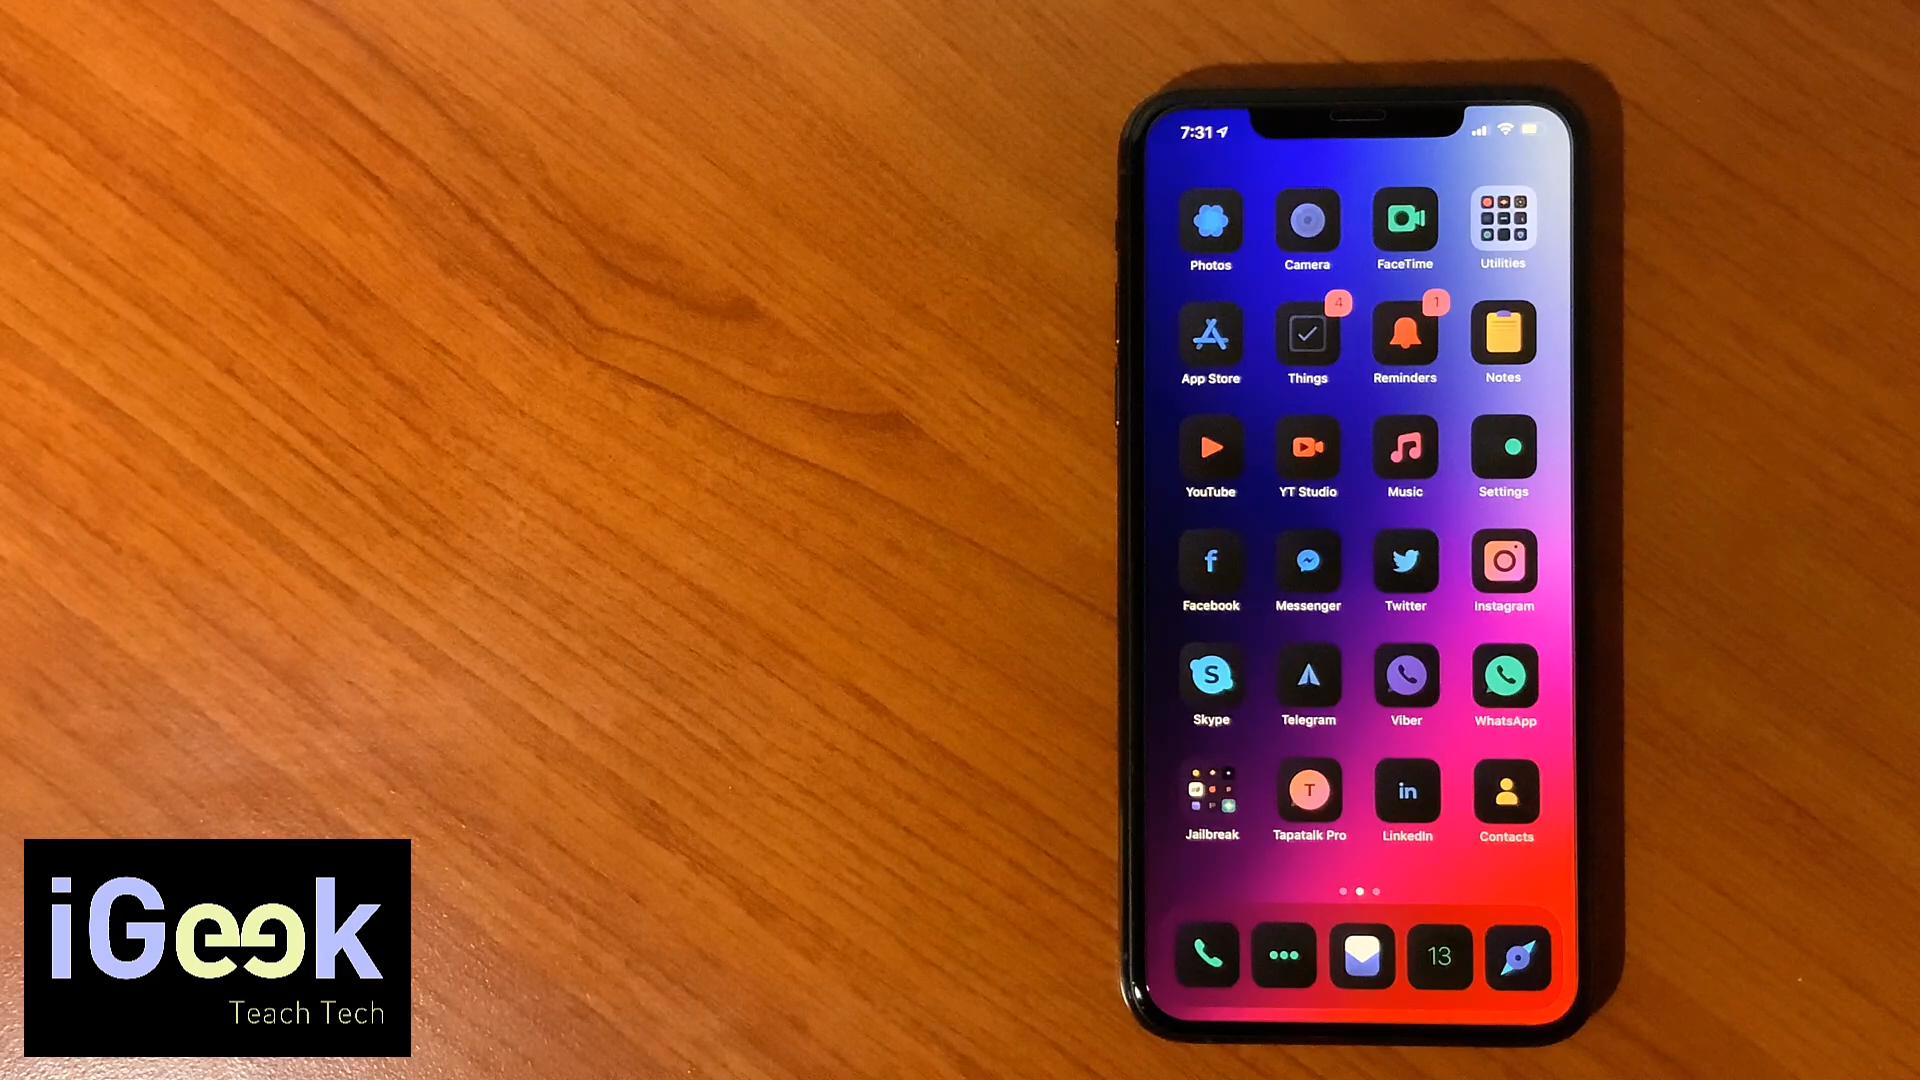 7:31
Photos Camera FaceTime Utilities
4 1
App Store Things Reminders Notes
YouTube YT Studio Music Settings
f
Facebook Messenger Twitter Instagram
S
Skype Telegram Viber WhatsApp
T in
Jailbreak Tapatalk Pro LinkedIn Contacts
13
iGeek
Teach Tech